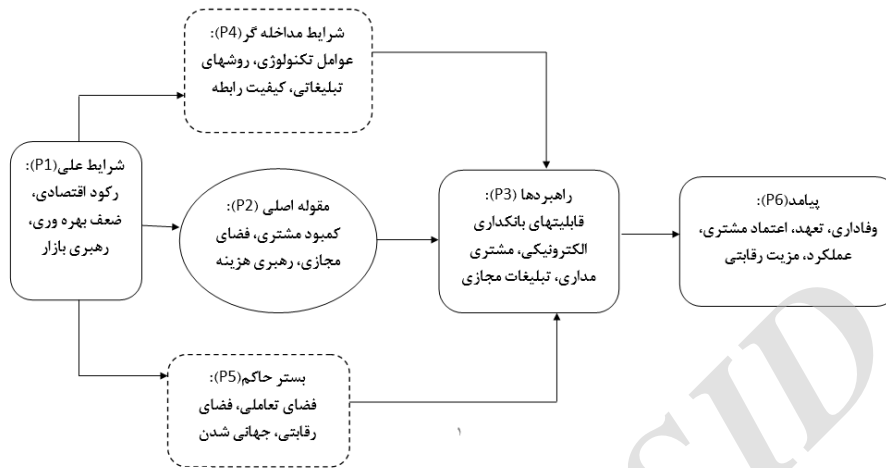 شرایط مداخله گر (P4):
عوامل تکنولوژی، روشهای
تبلیغاتی، کیفیت رابطه
شرایط علی (P1):
رکود اقتصادی،
ضعف بهره وری،
رهبری بازار
مقوله اصلی (P2):
کمبود مشتری، فضای
مجازی، رهبری هزینه
راهبردها (P3):
قابلیتهای بانکداری
الکترونیکی، مشتری
مداری، تبلیغات مجازی
پیامد(P6):
وفاداری، تعهد، اعتماد مشتری،
عملکرد، مزیت رقابتی
بستر حاکم(P5):
فضای تعاملی، فضای
رقابتی، جهانی شدن
۱
SID